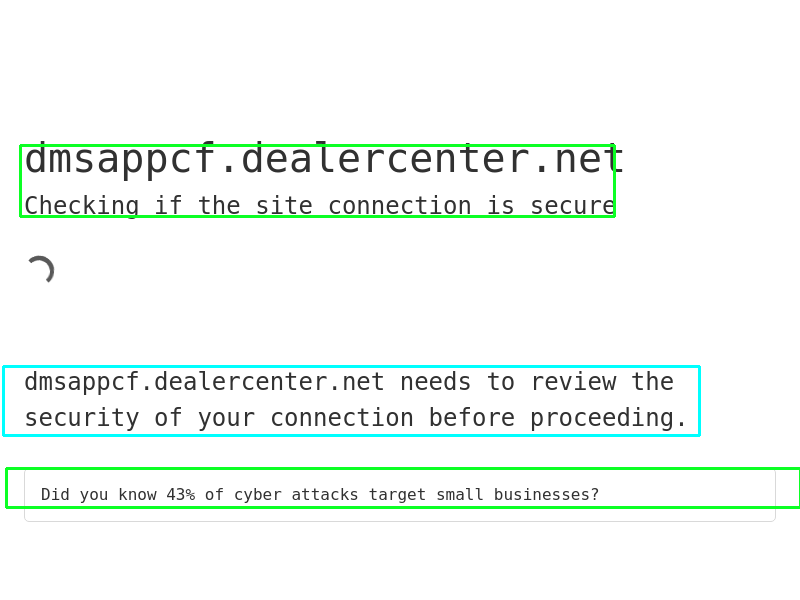 dmsappcf.dealercenter.net
Checking if the site connection is secure
dmsappcf.dealercenter.net needs to review the
security of your connection before proceeding.
Did you know 43% of cyber attacks target small businesses?